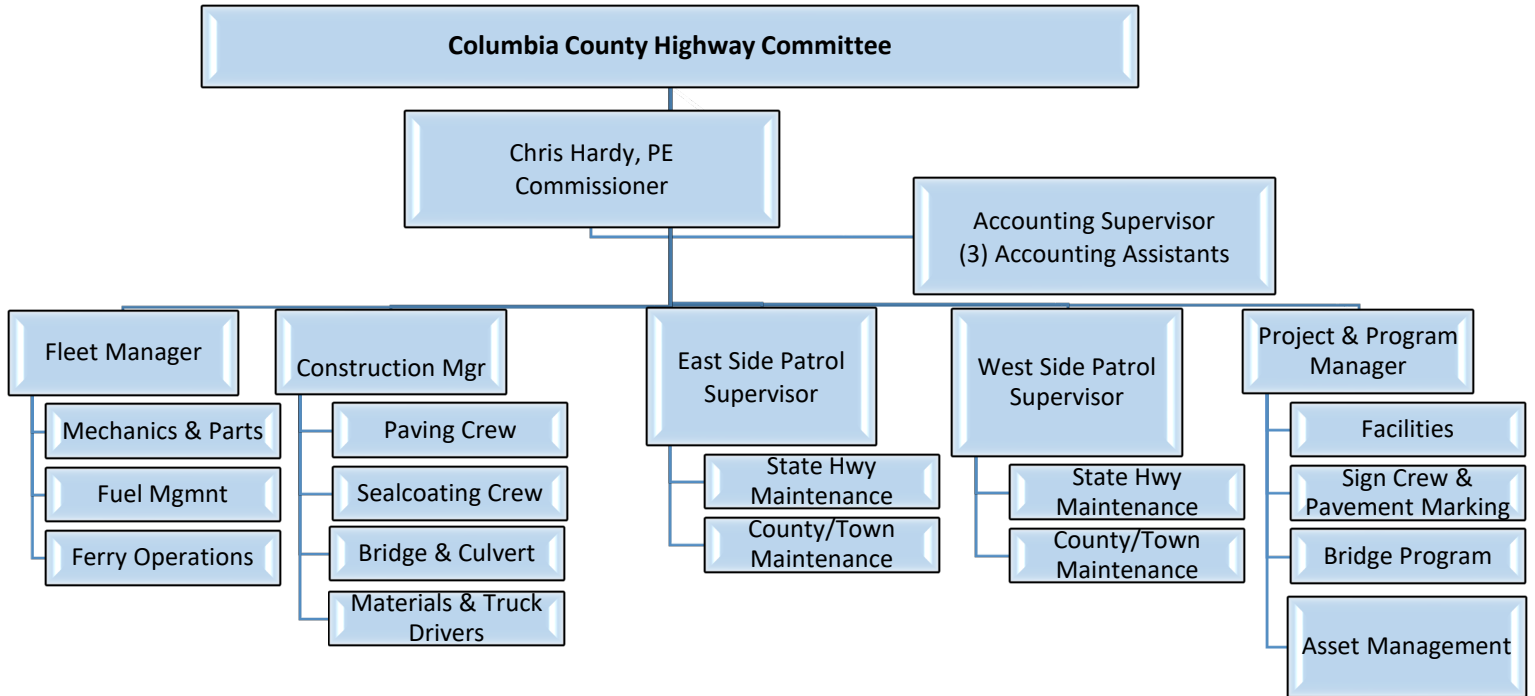 Columbia County Highway Committee
Chris Hardy, PE
Commissioner
Accounting Supervisor
(3) Accounting Assistants
Fleet Manager
Mechanics & Parts
Fuel Mgmnt
Ferry Operations
Construction Mgr
Paving Crew
Sealcoating Crew
Bridge & Culvert
Materials & Truck
Drivers
East Side Patrol
Supervisor
State Hwy
Maintenance
County/Town
Maintenance
West Side Patrol
Supervisor
State Hwy
Maintenance
County/Town
Maintenance
Project & Program
Manager
Facilities
Sign Crew &
Pavement Marking
Bridge Program
Asset Management